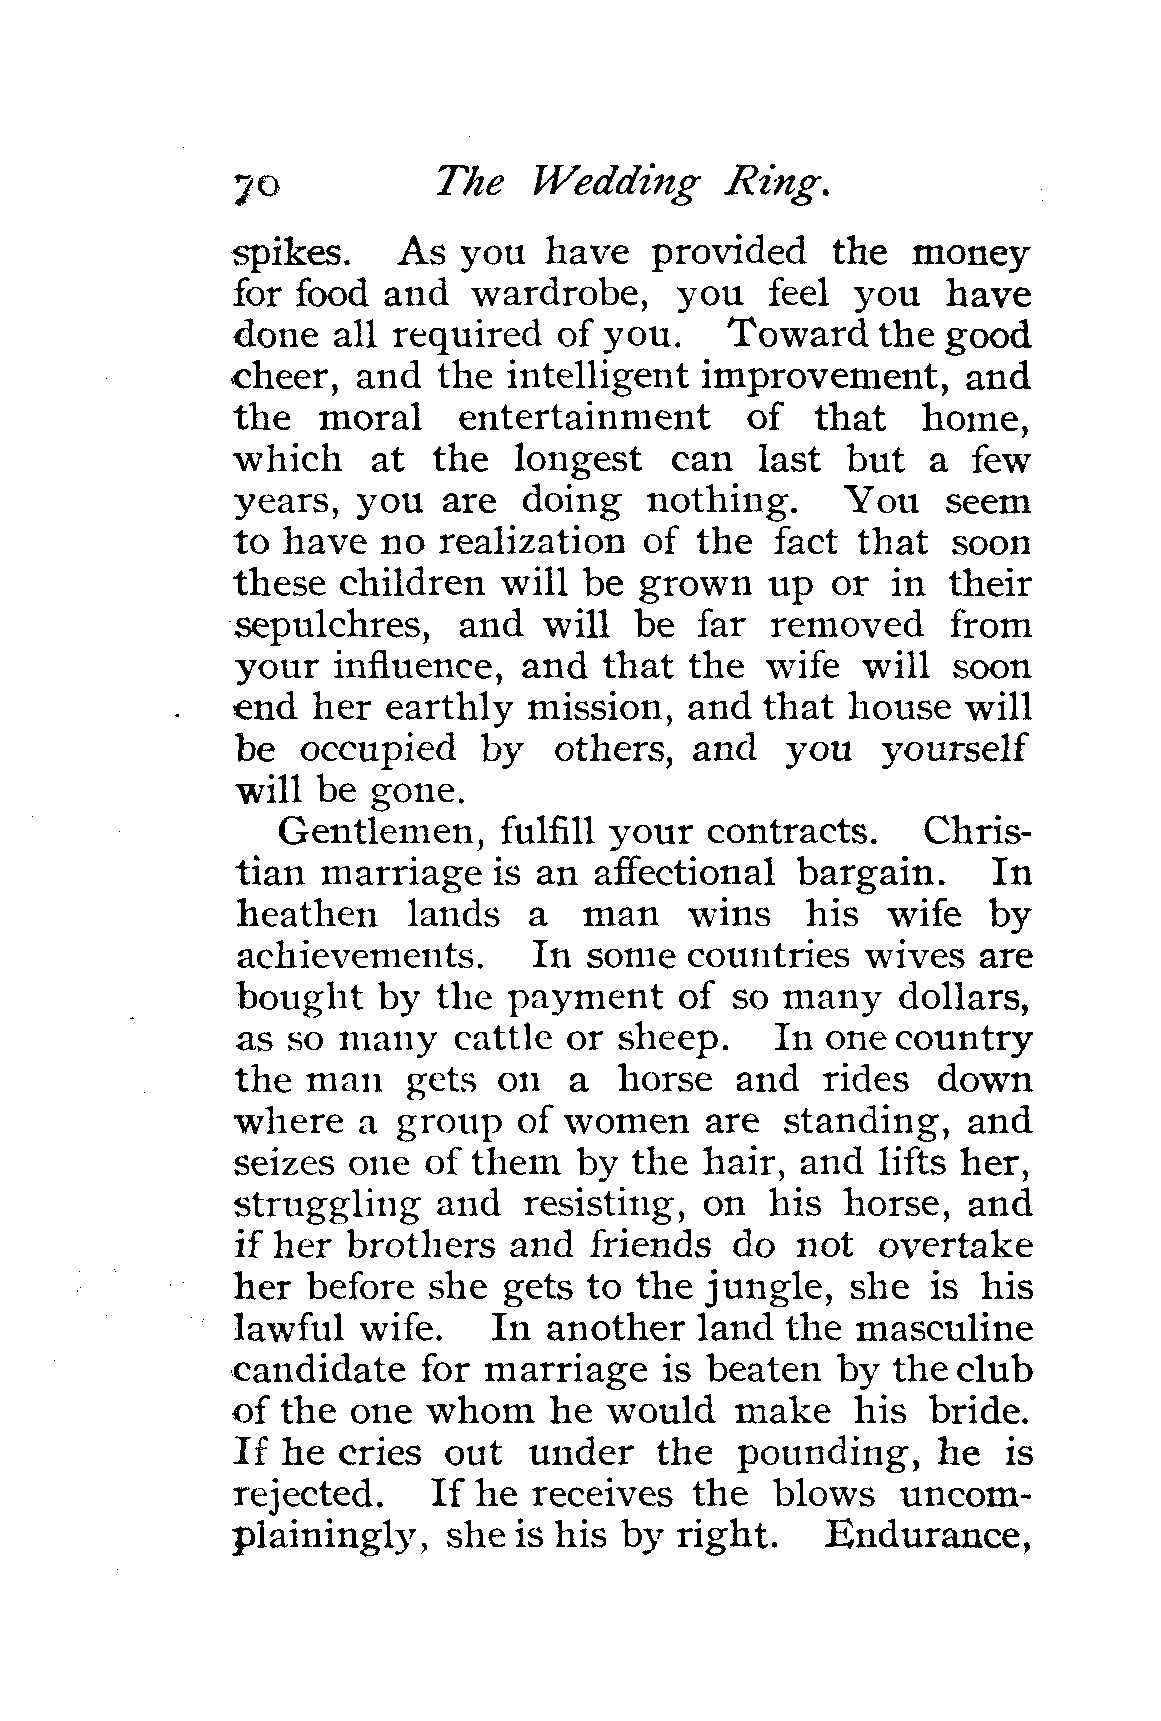 70 The Wedding Ring.
spikes. As you have provided the money
for food and wardrobe, you feel you have
done all required of you. Toward the good
cheer, and the intelligent improvement, and
the moral entertainment of that home,
which at the longest can last but a few
years, you are doing nothing. You seem
to have no realization of the fact that soon
these children will be grown up or in their
sepulchres, and will be far removed from
your influence, and that the wife will soon
end her earthly mission, and that house will
be occupied by others, and you yourself
will be gone.
Gentlemen, fulfill your contracts. Chris-
tian marriage is an affectional bargain. In
heathen lands a man wins his wife by
achievements. In some countries wives are
bought by the payment of so many dollars,
as so many cattle or sheep. In one country
the man gets on a horse and rides down
where a group of women are standing, and
seizes one of them by the hair, and lifts her,
struggling and resisting, on his horse, and
if her brothers and friends do not overtake
her before she gets to the jungle, she is his
lawful wife. In another land the masculine
candidate for marriage is beaten by the club
of the one whom he would make his bride.
If he cries out under the pounding, he is
rejected. If he receives the blows uncom-
plainingly, she is his by right. Endurance,